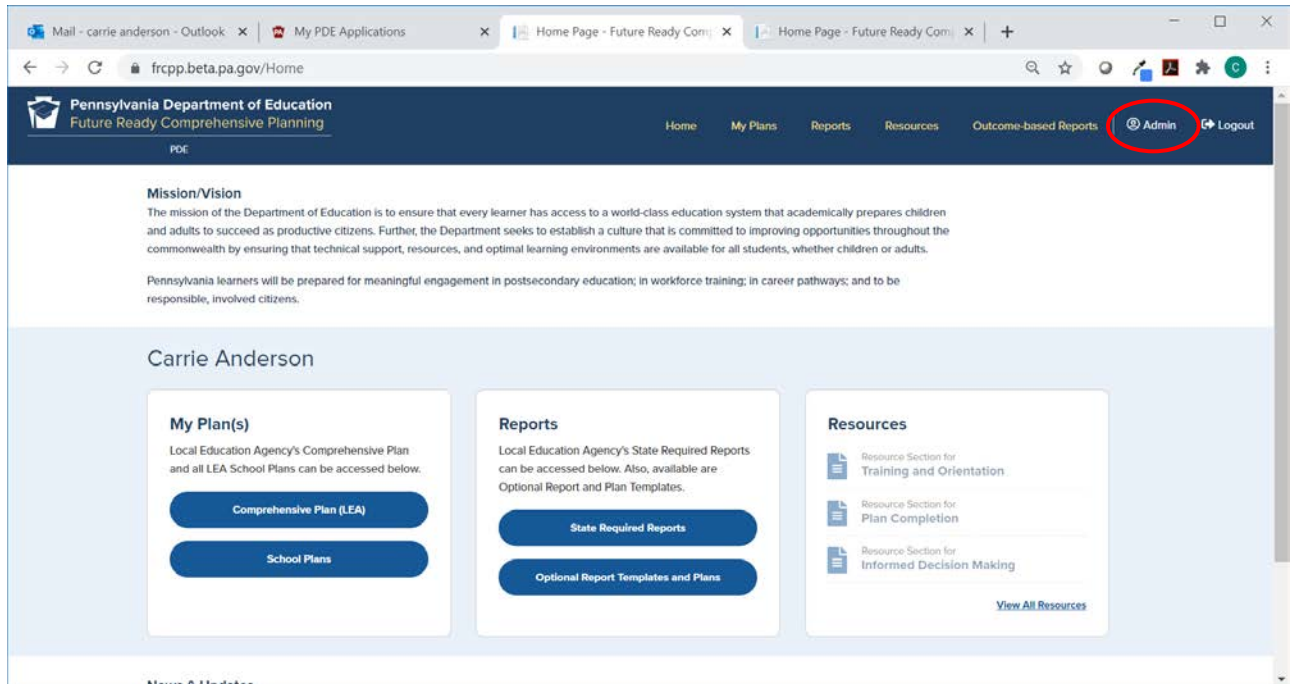 Mail - carrie anderson - Outlook
My PDE Applications
Home Page - Future Ready Com
Home Page - Future Ready Com
frcpp.beta.pa.gov/Home
C
Pennsylvania Department of Education
Future Ready Comprehensive Planning
PDE
Home My Plans Reports Resources Outcome-based Reports Admin Logout
Mission/Vision
The mission of the Department of Education is to ensure that every learner has access to a world-class education system that academically prepares children
and adults to succeed as productive citizens. Further, the Department seeks to establish a culture that is committed to improving opportunities throughout the
commonwealth by ensuring that technical support, resources, and optimal learning environments are available for all students, whether children or adults.
Pennsylvania learners will be prepared for meaningful engagement in postsecondary education; in workforce training; in career pathways; and to be
responsible, involved citizens.
Carrie Anderson
My Plan(s)
Local Education Agency's Comprehensive Plan
and all LEA School Plans can be accessed below.
Comprehensive Plan (LEA)
School Plans
Reports
Local Education Agency's State Required Reports
can be accessed below. Also, available are
Optional Report and Plan Templates.
State Required Reports
Optional Report Templates and Plans
Resources
Resource Section for
Training and Orientation
Resource Section for
Plan Completion
Resource Section for
Informed Decision Making
View All Resources
News & Updates